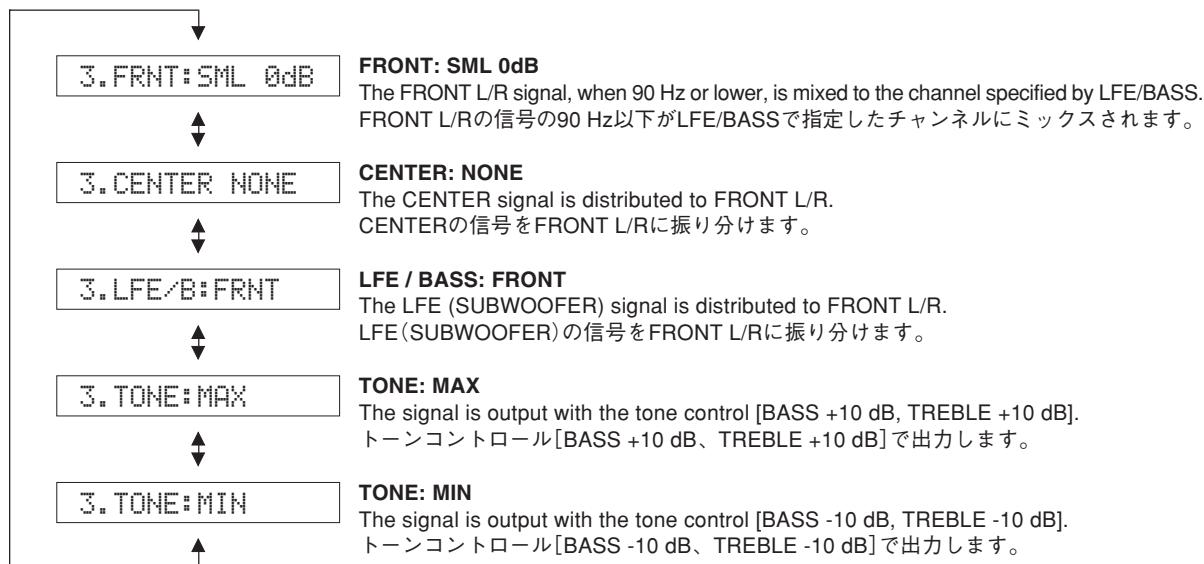 3.FRNT:SML 0dB
FRONT: SML 0dB
The FRONT L/R signal, when 90 Hz or lower, is mixed to the channel specified by LFE/BASS.
FRONT L/Rの信号の90 Hz以下がLFE/BASSで指定したチャンネルにミックスされます。
3.CENTER NONE
CENTER: NONE
The CENTER signal is distributed to FRONT L/R.
CENTERの信号をFRONT L/Rに振り分けます。
3.LFE/B:FRNT
LFE / BASS: FRONT
The LFE (SUBWOOFER) signal is distributed to FRONT L/R.
LFE(SUBWOOFER)の信号をFRONT L/Rに振り分けます。
3.TONE:MAX
TONE: MAX
The signal is output with the tone control [BASS +10 dB, TREBLE +10 dB].
トーンコントロール[BASS +10 dB、TREBLE +10 dB]で出力します。
3.TONE:MIN
TONE: MIN
The signal is output with the tone control [BASS -10 dB, TREBLE -10 dB].
トーンコントロール[BASS -10 dB、TREBLE -10 dB]で出力します。